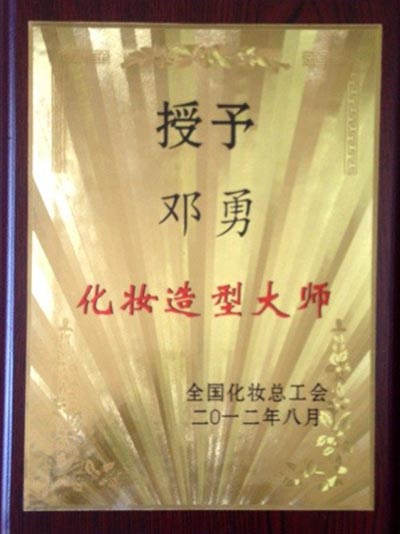 授予
邓勇
化妆造型大师
全国化妆总工会
二〇一二年八月